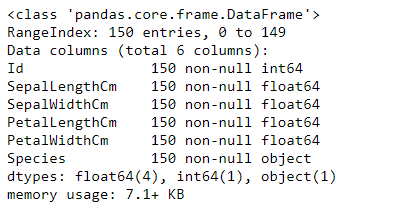 <class 'pandas.core.frame.DataFrame'>
RangeIndex: 150 entries, 0 to 149
Data columns (total 6 columns):
Id               150 non-null int64
SepalLengthCm    150 non-null float64
SepalWidthCm     150 non-null float64
PetalLengthCm    150 non-null float64
PetalWidthCm     150 non-null float64
Species          150 non-null object
dtypes: float64(4), int64(1), object(1)
memory usage: 7.1+ KB